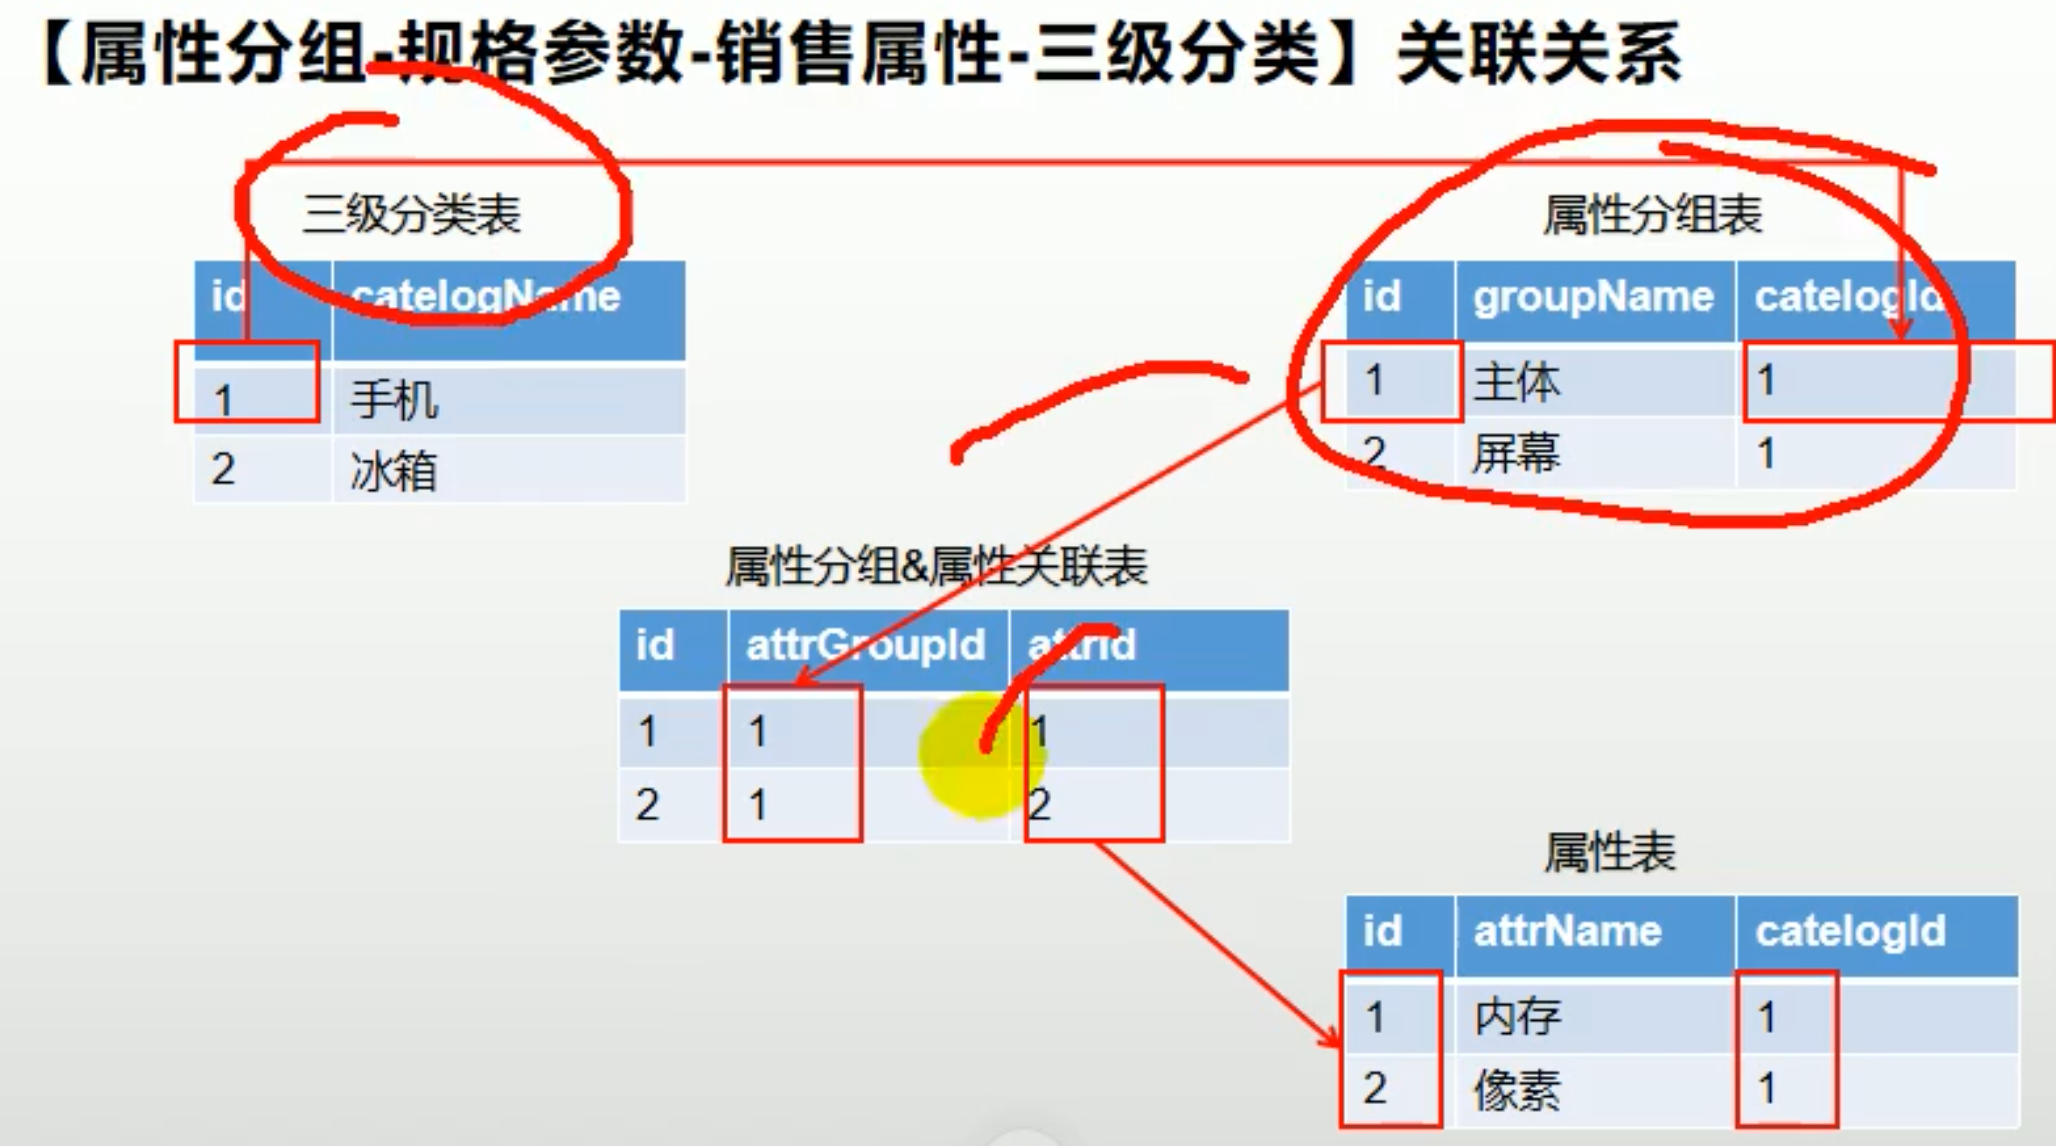 【属性分组-规格参数-销售属性-三级分类】关联关系
三级分类表
id catelogName
1 手机
2 冰箱
属性分组表
id groupName catelogId
1 主体 1
2 屏幕 1
属性分组&属性关联表
id attrGroupId attrId
1 1 1
2 1 2
属性表
id attrName catelogId
1 内存 1
2 像素 1